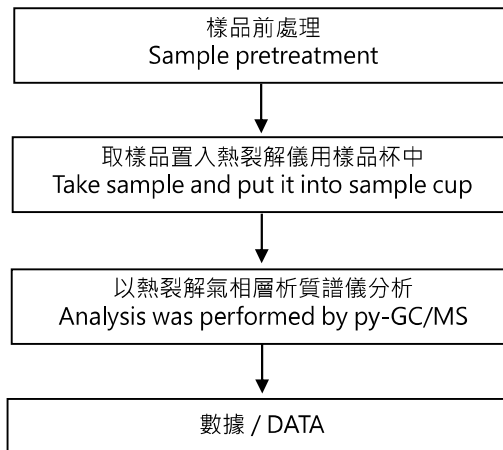 樣品前處理
Sample pretreatment
取樣品置入熱裂解儀用樣品杯中
Take sample and put it into sample cup
以熱裂解氣相層析質譜儀分析
Analysis was performed by py-GC/MS
數據 / DATA